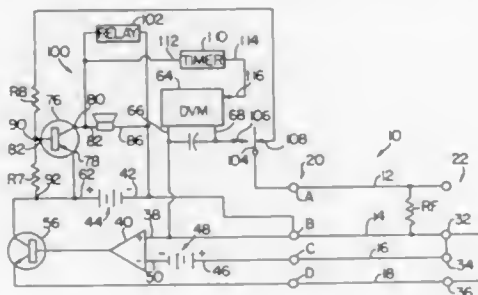 RELAY 102
110
100 112 TIMER 114
64
R8 76 80 116
66 DVM
90 82 86 68 106 10
82 78 108 20 22
104 12
R7 92 62 42 A
+ - 44 40 RF
56 38 48 B 14 32
- + C 16
50 - 46 34
D 18 36